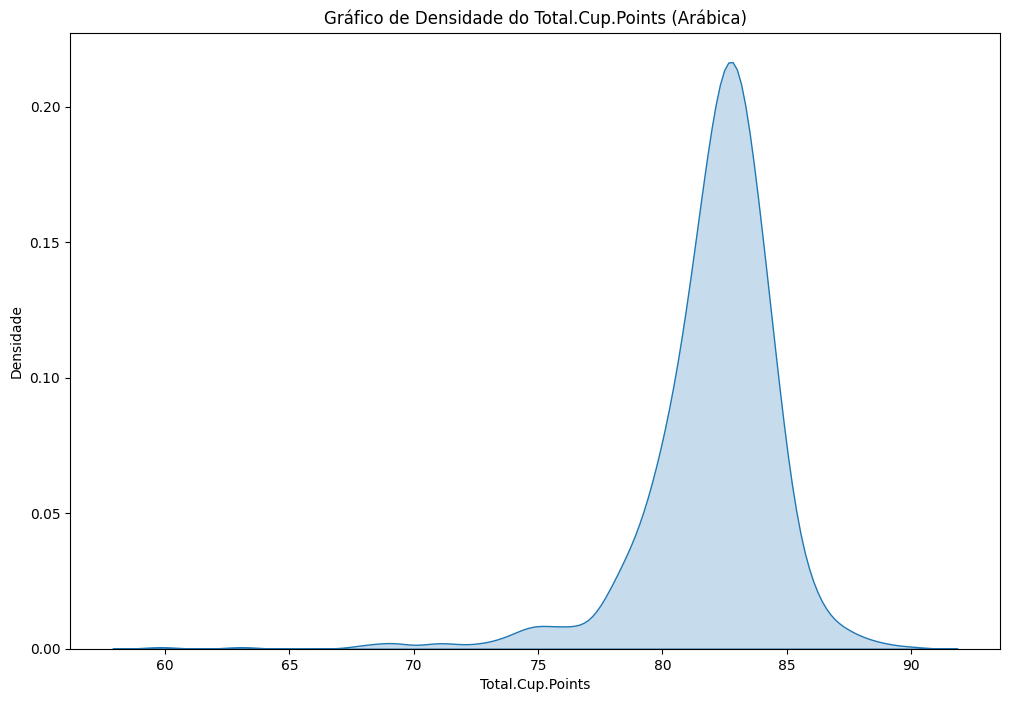 Gráfico de Densidade do Total.Cup.Points (Arábica)
Densidade
0.20
0.15
0.10
0.05
0.00
60 65 70 75 80 85 90
Total.Cup.Points